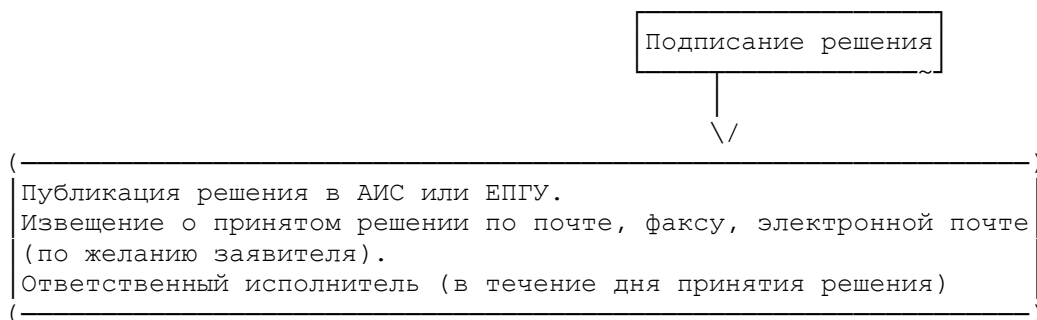 Подписание решения
Публикация решения в АИС или ЕПГУ.
Извещение о принятом решении по почте, факсу, электронной почте
(по желанию заявителя).
Ответственный исполнитель (в течение дня принятия решения)